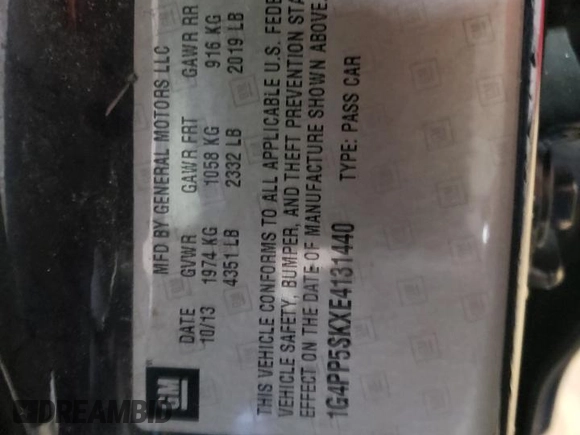 GM
MFD BY GENERAL MOTORS LLC
DATE GVWR GAWR FRT GAWR RR
10/13 1974 KG 1058 KG 916 KG
4351 LB 2332 LB 2019 LB
THIS VEHICLE CONFORMS TO ALL APPLICABLE U.S. FEDE
VEHICLE SAFETY, BUMPER, AND THEFT PREVENTION STA
EFFECT ON THE DATE OF MANUFACTURE SHOWN ABOVE.
1G4PP5SKXE4131440 TYPE: PASS CAR
DREAMBID